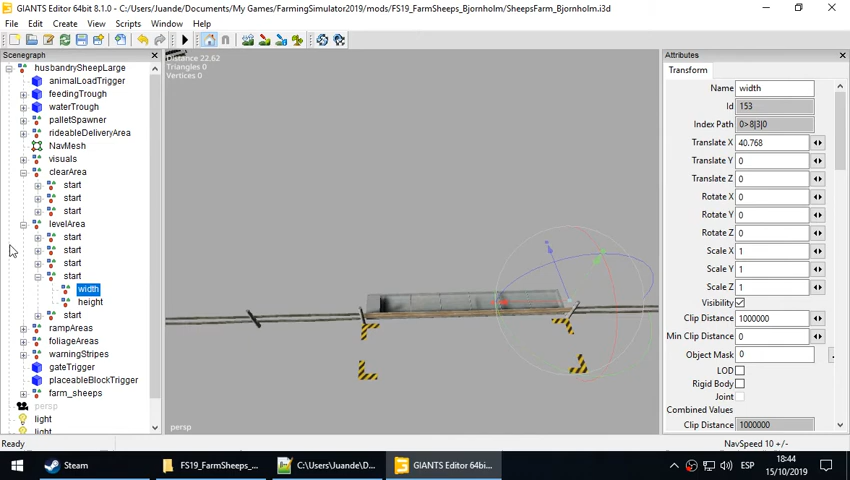 GIANTS Editor 64bit 8.1.0 - C:/Users/Juande/Documents/My Games/FarmingSimulator2019/mods/FS19_FarmSheeps_Bjornholm/SheepsFarm_Bjornholm.i3d
File Edit Create View Scripts Window Help
Scenegraph
husbandrySheepLarge
animalLoadTrigger
feedingTrough
waterTrough
palletSpawner
rideableDeliveryArea
NavMesh
visuals
clearArea
start
start
start
levelArea
start
start
start
start
width
height
start
rampAreas
foliageAreas
warningStripes
gateTrigger
placeableBlockTrigger
farm_sheeps
persp
light
light
Distance 22.62
Triangles 0
Vertices 0
persp
Attributes
Transform
Name width
Id 153
Index Path 0>8|3|0
Translate X 40.768
Translate Y 0
Translate Z 0
Rotate X 0
Rotate Y 0
Rotate Z 0
Scale X 1
Scale Y 1
Scale Z 1
Visibility
Clip Distance 1000000
Min Clip Distance 0
Object Mask 0
LOD
Rigid Body
Joint
Combined Values
Clip Distance 1000000
Ready
NavSpeed 10 +/-
Steam
FS19_FarmSheeps_...
C:\Users\Juande\D...
GIANTS Editor 64bi...
ESP
18:44
15/10/2019